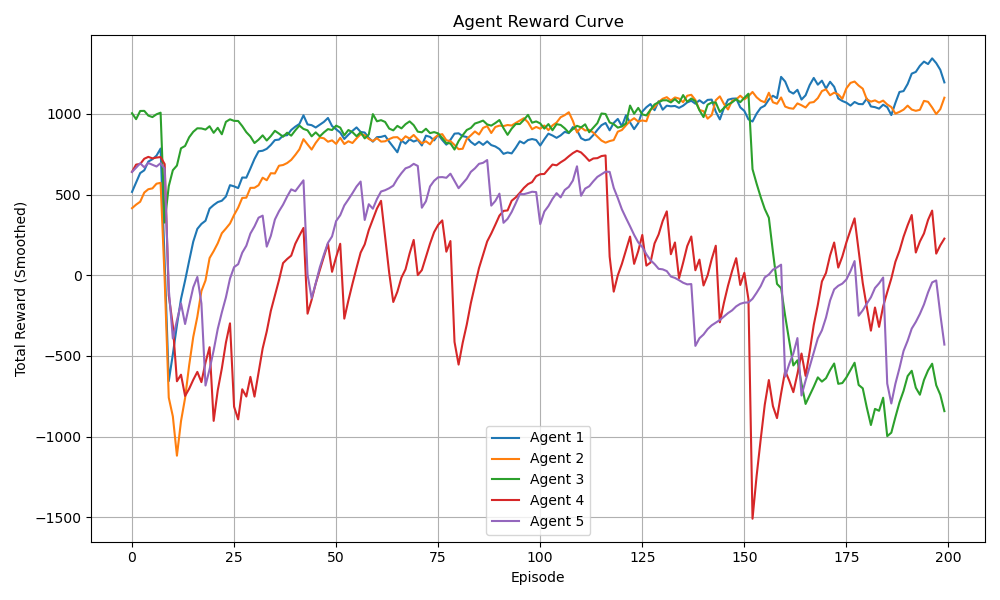 Agent Reward Curve
Total Reward (Smoothed)
1000
500
0
−500
−1000
−1500
Agent 1
Agent 2
Agent 3
Agent 4
Agent 5
0 25 50 75 100 125 150 175 200
Episode